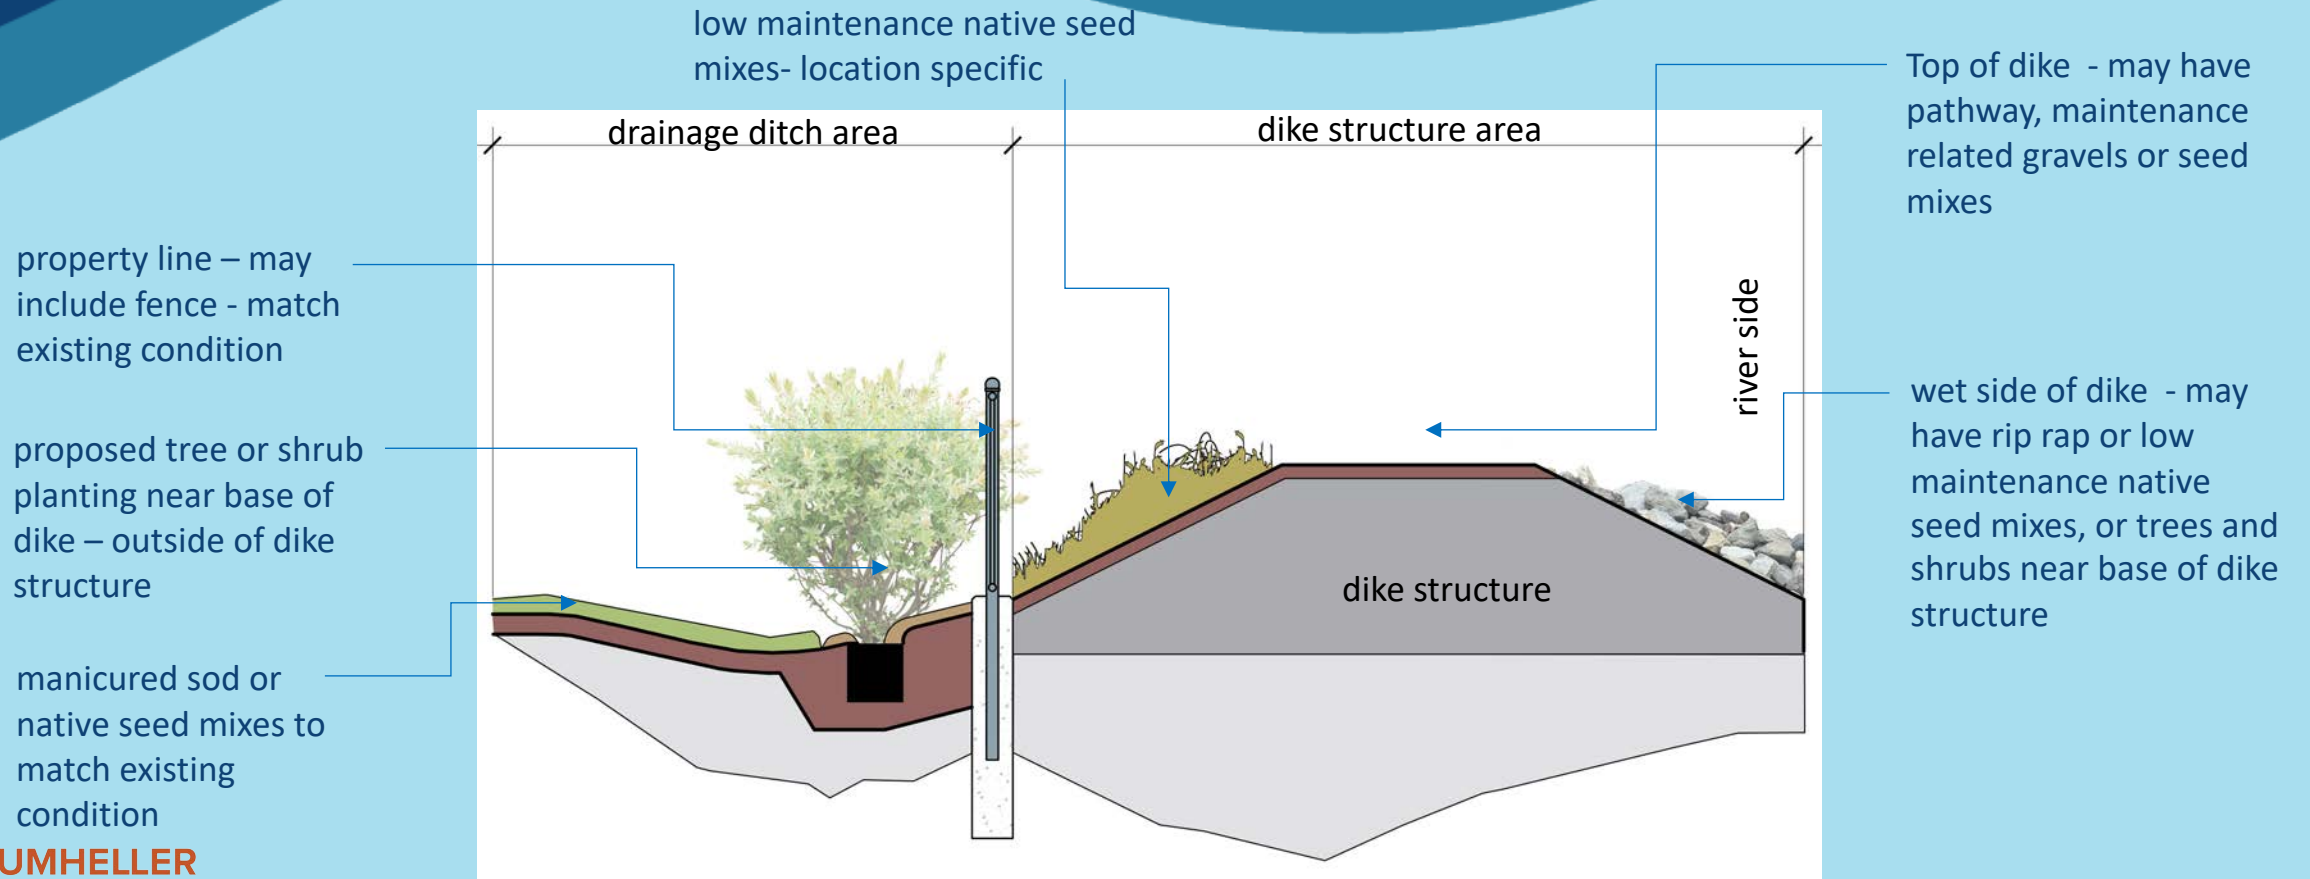 low maintenance native seed
mixes- location specific
Top of dike - may have
pathway, maintenance
related gravels or seed
mixes
drainage ditch area
dike structure area
property line – may
include fence - match
existing condition
river side
wet side of dike - may
have rip rap or low
maintenance native
seed mixes, or trees and
shrubs near base of dike
structure
proposed tree or shrub
planting near base of
dike – outside of dike
structure
dike structure
manicured sod or
native seed mixes to
match existing
condition
UMHELLER